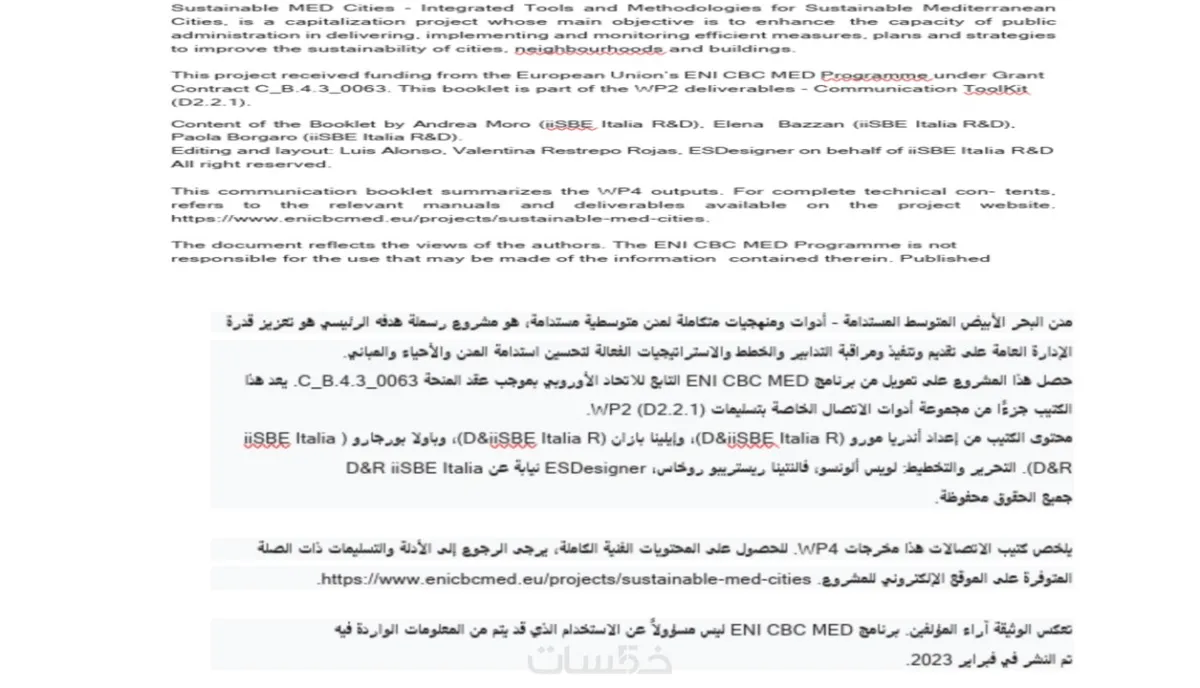 Sustainable MED Cities - Integrated Tools and Methodologies for Sustainable Mediterranean
Cities, is a capitalization project whose main objective is to enhance the capacity of public
administration in delivering, implementing and monitoring efficient measures, plans and strategies
to improve the sustainability of cities, neighbourhoods and buildings.
This project received funding from the European Union's ENI CBC MED Programme under Grant
Contract C_B.4.3_0063. This booklet is part of the WP2 deliverables - Communication ToolKit
(D2.2.1).
Content of the Booklet by Andrea Moro (iiSBE Italia R&D), Elena Bazzan (iiSBE Italia R&D),
Paola Borgaro (iiSBE Italia R&D).
Editing and layout: Luis Alonso, Valentina Restrepo Rojas, ESDesigner on behalf of iiSBE Italia R&D
All right reserved.
This communication booklet summarizes the WP4 outputs. For complete technical con- tents,
refers to the relevant manuals and deliverables available on the project website.
https://www.enicbcmed.eu/projects/sustainable-med-cities.
The document reflects the views of the authors. The ENI CBC MED Programme is not
responsible for the use that may be made of the information contained therein. Published
مدن البحر الأبيض المتوسط المستدامة - أدوات ومنهجيات متكاملة لمدن متوسطية مستدامة، هو مشروع رسملة هدفه الرئيسي هو تعزيز قدرة
الإدارة العامة على تقديم وتنفيذ ومراقبة التدابير والخطط والاستراتيجيات الفعالة لتحسين استدامة المدن والأحياء والمباني.
حصل هذا المشروع على تمويل من برنامج ENI CBC MED التابع للاتحاد الأوروبي بموجب عقد المنحة C_B.4.3_0063. يعد هذا
الكتيب جزءًا من مجموعة أدوات الاتصال الخاصة بتسليمات WP2 (D2.2.1).
محتوى الكتيب من إعداد أندريا مورو (D&iiSBE Italia R)، وإيلينا بازان (D&iiSBE Italia R)، وباولا بورجارو ( iiSBE Italia
D&R). التحرير والتخطيط: لويس ألونسو، فالنتينا ريستريبو روخاس، ESDesigner نيابة عن D&R iiSBE Italia
جميع الحقوق محفوظة.
يلخص كتيب الاتصالات هذا مخرجات WP4. للحصول على المحتويات الفنية الكاملة، يرجى الرجوع إلى الأدلة والتسليمات ذات الصلة
المتوفرة على الموقع الإلكتروني للمشروع. https://www.enicbcmed.eu/projects/sustainable-med-cities.
تعكس الوثيقة آراء المؤلفين. برنامج ENI CBC MED ليس مسؤولاً عن الاستخدام الذي قد يتم من المعلومات الواردة فيه
تم النشر في فبراير 2023.
خمسات